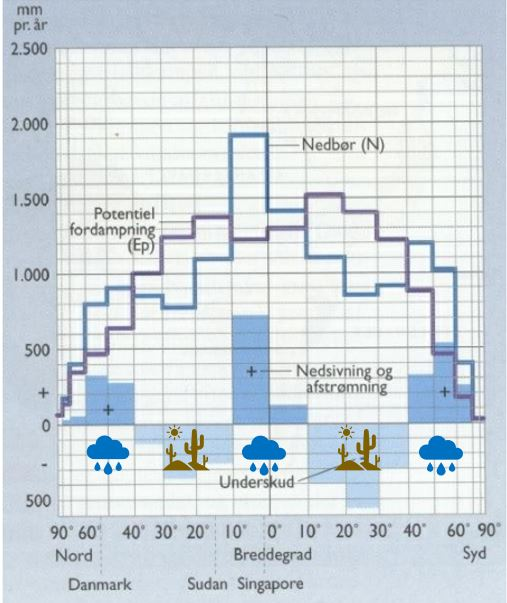 mm
pr. år
2.500
2.000
1.500
1.000
500
+
0
-
500
Nedbør (N)
Potentiel
fordampning
(Ep)
+
+
+
Nedsivning og
afstrømning
Underskud
90° 60° 40° 30° 20° 10° 0° 10° 20° 30° 40° 60° 90°
Nord Breddegrad Syd
Danmark Sudan Singapore